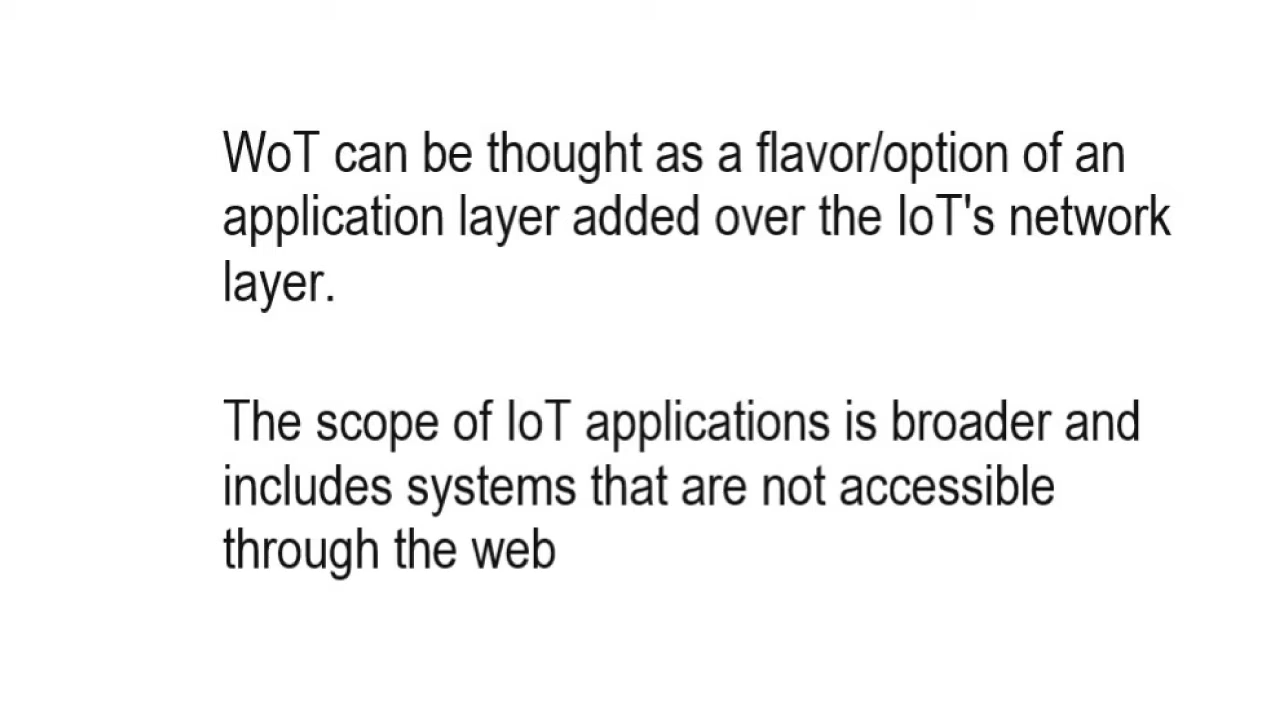 WoT can be thought as a flavor/option of an
application layer added over the IoT's network
layer.
The scope of IoT applications is broader and
includes systems that are not accessible
through the web